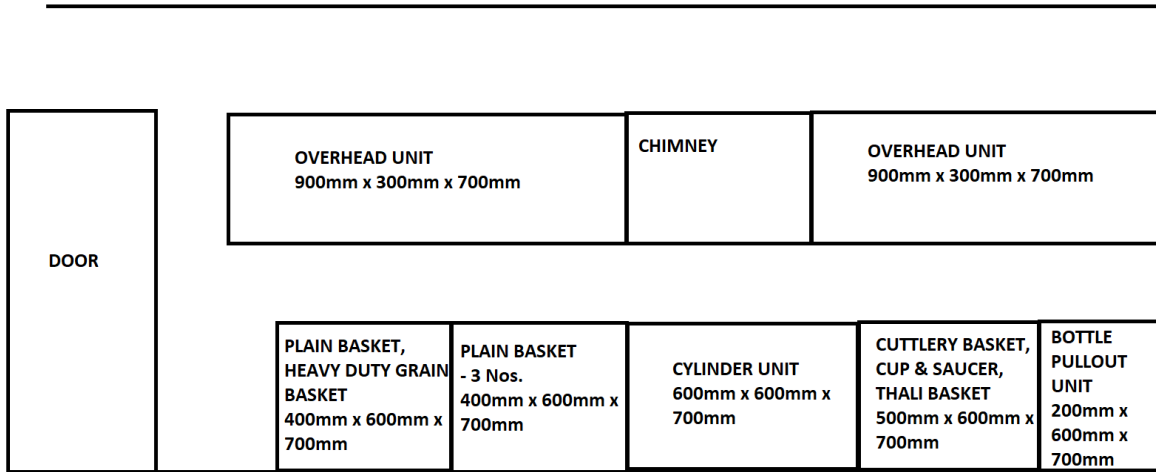 OVERHEAD UNIT
900mm x 300mm x 700mm
CHIMNEY
OVERHEAD UNIT
900mm x 300mm x 700mm
DOOR
PLAIN BASKET,
HEAVY DUTY GRAIN
BASKET
400mm x 600mm x
700mm
PLAIN BASKET
- 3 Nos.
400mm x 600mm x
700mm
CYLINDER UNIT
600mm x 600mm x
700mm
CUTTLERY BASKET,
CUP & SAUCER,
THALI BASKET
500mm x 600mm x
700mm
BOTTLE
PULLOUT
UNIT
200mm x
600mm x
700mm